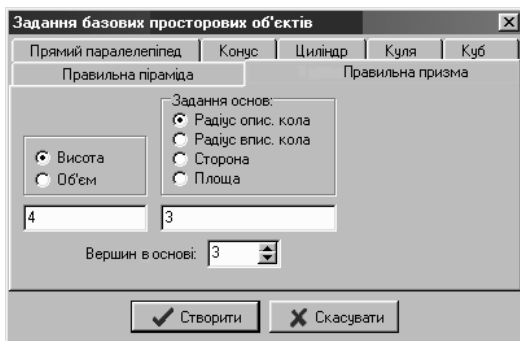 Задання базових просторових об'єктів
Прямий паралелепіпед Конус Циліндр Куля Куб
Правильна піраміда Правильна призма
Задання основ:
Радіус опис. кола
Радіус впис. кола
Висота Сторона
Об'єм Площа
4 3
Вершин в основі: 3
Створити Скасувати